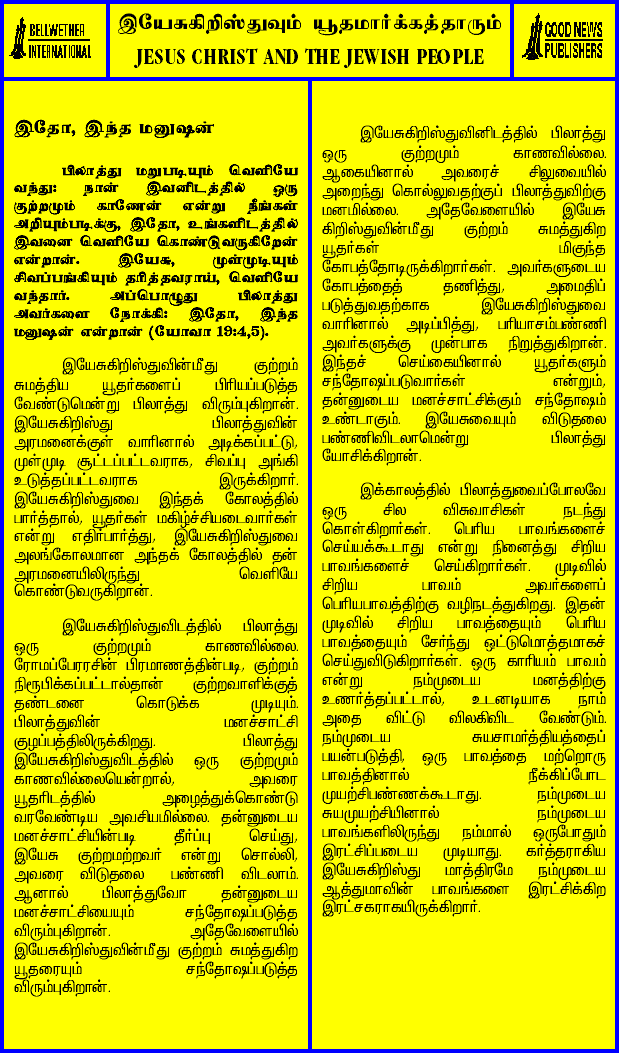 BELLWETHER
INTERNATIONAL
இயேசுகிறிஸ்துவும் யூதமார்க்கத்தாரும்
JESUS CHRIST AND THE JEWISH PEOPLE
GOOD NEWS
PUBLISHERS
இதோ, இந்த மனுஷன்
பிலாத்து மறுபடியும் வெளியே
வந்து: நான் இவனிடத்தில் ஒரு
குற்றமும் காணேன் என்று நீங்கள்
அறியும்படிக்கு, இதோ, உங்களிடத்தில்
இவனை வெளியே கொண்டுவருகிறேன்
என்றான். இயேசு, முள்முடியும்
சிவப்பங்கியும் தரித்தவராய், வெளியே
வந்தார். அப்பொழுது பிலாத்து
அவர்களை நோக்கி: இதோ, இந்த
மனுஷன் என்றான் (யோவா 19:4,5).
இயேசுகிறிஸ்துவின்மீது குற்றம்
சுமத்திய யூதர்களைப் பிரியப்படுத்த
வேண்டுமென்று பிலாத்து விரும்புகிறான்.
இயேசுகிறிஸ்து பிலாத்துவின்
அரமனைக்குள் வாரினால் அடிக்கப்பட்டு,
முள்முடி சூட்டப்பட்டவராக, சிவப்பு அங்கி
உடுத்தப்பட்டவராக இருக்கிறார்.
இயேசுகிறிஸ்துவை இந்தக் கோலத்தில்
பார்த்தால், யூதர்கள் மகிழ்ச்சியடைவார்கள்
என்று எதிர்பார்த்து, இயேசுகிறிஸ்துவை
அலங்கோலமான அந்தக் கோலத்தில் தன்
அரமனையிலிருந்து வெளியே
கொண்டுவருகிறான்.
இயேசுகிறிஸ்துவிடத்தில் பிலாத்து
ஒரு குற்றமும் காணவில்லை.
ரோமப்பேரரசின் பிரமாணத்தின்படி, குற்றம்
நிரூபிக்கப்பட்டால்தான் குற்றவாளிக்குத்
தண்டனை கொடுக்க முடியும்.
பிலாத்துவின் மனச்சாட்சி
குழப்பத்திலிருக்கிறது. பிலாத்து
இயேசுகிறிஸ்துவிடத்தில் ஒரு குற்றமும்
காணவில்லையென்றால், அவரை
யூதரிடத்தில் அழைத்துக்கொண்டு
வரவேண்டிய அவசியமில்லை. தன்னுடைய
மனச்சாட்சியின்படி தீர்ப்பு செய்து,
இயேசு குற்றமற்றவர் என்று சொல்லி,
அவரை விடுதலை பண்ணி விடலாம்.
ஆனால் பிலாத்துவோ தன்னுடைய
மனச்சாட்சியையும் சந்தோஷப்படுத்த
விரும்புகிறான். அதேவேளையில்
இயேசுகிறிஸ்துவின்மீது குற்றம் சுமத்துகிற
யூதரையும் சந்தோஷப்படுத்த
விரும்புகிறான்.
இயேசுகிறிஸ்துவினிடத்தில் பிலாத்து
ஒரு குற்றமும் காணவில்லை.
ஆகையினால் அவரைச் சிலுவையில்
அறைந்து கொல்லுவதற்குப் பிலாத்துவிற்கு
மனமில்லை. அதேவேளையில் இயேசு
கிறிஸ்துவின்மீது குற்றம் சுமத்துகிற
யூதர்கள் மிகுந்த
கோபத்தோடிருக்கிறார்கள். அவர்களுடைய
கோபத்தைத் தணித்து, அமைதிப்
படுத்துவதற்காக இயேசுகிறிஸ்துவை
வாரினால் அடிப்பித்து, பரியாசம்பண்ணி
அவர்களுக்கு முன்பாக நிறுத்துகிறான்.
இந்தச் செய்கையினால் யூதர்களும்
சந்தோஷப்படுவார்கள் என்றும்,
தன்னுடைய மனச்சாட்சிக்கும் சந்தோஷம்
உண்டாகும். இயேசுவையும் விடுதலை
பண்ணிவிடலாமென்று பிலாத்து
யோசிக்கிறான்.
இக்காலத்தில் பிலாத்துவைப்போலவே
ஒரு சில விசுவாசிகள் நடந்து
கொள்கிறார்கள். பெரிய பாவங்களைச்
செய்யக்கூடாது என்று நினைத்து சிறிய
பாவங்களைச் செய்கிறார்கள். முடிவில்
சிறிய பாவம் அவர்களைப்
பெரியபாவத்திற்கு வழிநடத்துகிறது. இதன்
முடிவில் சிறிய பாவத்தையும் பெரிய
பாவத்தையும் சேர்ந்து ஒட்டுமொத்தமாகச்
செய்துவிடுகிறார்கள். ஒரு காரியம் பாவம்
என்று நம்முடைய மனத்திற்கு
உணர்த்தப்பட்டால், உடனடியாக நாம்
அதை விட்டு விலகிவிட வேண்டும்.
நம்முடைய சுயசாமர்த்தியத்தைப்
பயன்படுத்தி, ஒரு பாவத்தை மற்றொரு
பாவத்தினால் நீக்கிப்போட
முயற்சிபண்ணக்கூடாது. நம்முடைய
சுயமுயற்சியினால் நம்முடைய
பாவங்களிலிருந்து நம்மால் ஒருபோதும்
இரட்சிப்படைய முடியாது. கர்த்தராகிய
இயேசுகிறிஸ்து மாத்திரமே நம்முடைய
ஆத்துமாவின் பாவங்களை இரட்சிக்கிற
இரட்சகராகயிருக்கிறார்.